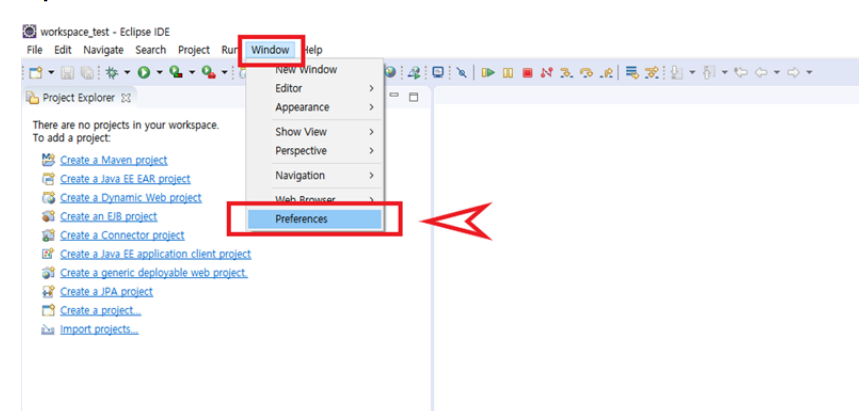 workspace_test - Eclipse IDE
File Edit Navigate Search Project Run Window Help
New Window
Editor
Appearance
Show View
Perspective
Navigation
Web Browser
Preferences
Project Explorer
There are no projects in your workspace.
To add a project:
Create a Maven project
Create a Java EE EAR project
Create a Dynamic Web project
Create an EJB project
Create a Connector project
Create a Java EE application client project
Create a generic deployable web project.
Create a JPA project
Create a project...
Import projects...